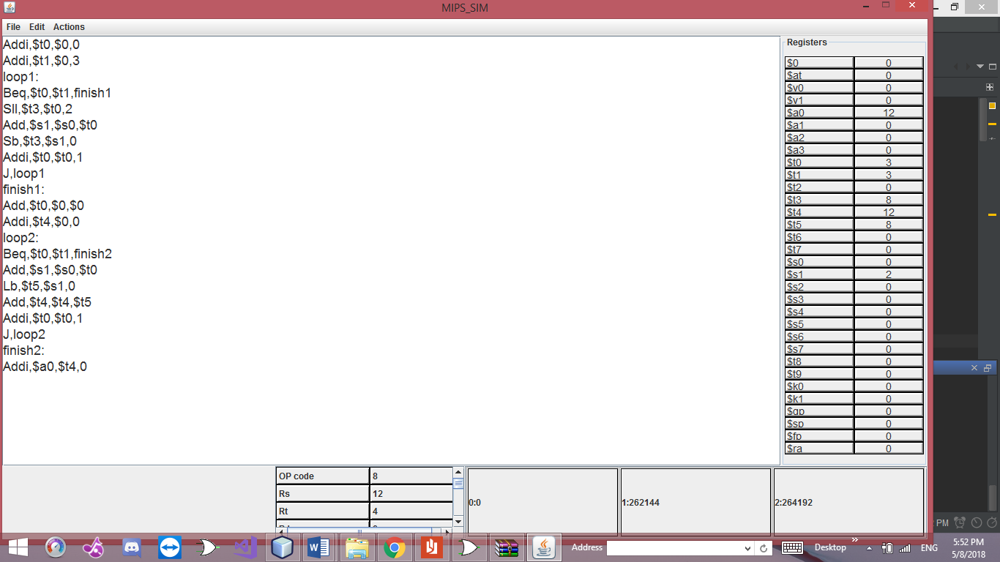 MIPS_SIM
File Edit Actions
Addi,$t0,$0,0
Addi,$t1,$0,3
loop1:
Beq,$t0,$t1,finish1
Sll,$t3,$t0,2
Add,$s1,$s0,$t0
Sb,$t3,$s1,0
Addi,$t0,$t0,1
J,loop1
finish1:
Add,$t0,$0,$0
Addi,$t4,$0,0
loop2:
Beq,$t0,$t1,finish2
Add,$s1,$s0,$t0
Lb,$t5,$s1,0
Add,$t4,$t4,$t5
Addi,$t0,$t0,1
J,loop2
finish2:
Addi,$a0,$t4,0
Registers
$0 0
$at 0
$v0 0
$v1 0
$a0 12
$a1 0
$a2 0
$a3 0
$t0 3
$t1 3
$t2 0
$t3 8
$t4 12
$t5 8
$t6 0
$t7 0
$s0 0
$s1 2
$s2 0
$s3 0
$s4 0
$s5 0
$s6 0
$s7 0
$t8 0
$t9 0
$k0 0
$k1 0
$gp 0
$sp 0
$fp 0
$ra 0
OP code 8
Rs 12
Rt 4
0:0
1:262144
2:264192
PM
Address
Desktop
ENG
5:52 PM
5/8/2018